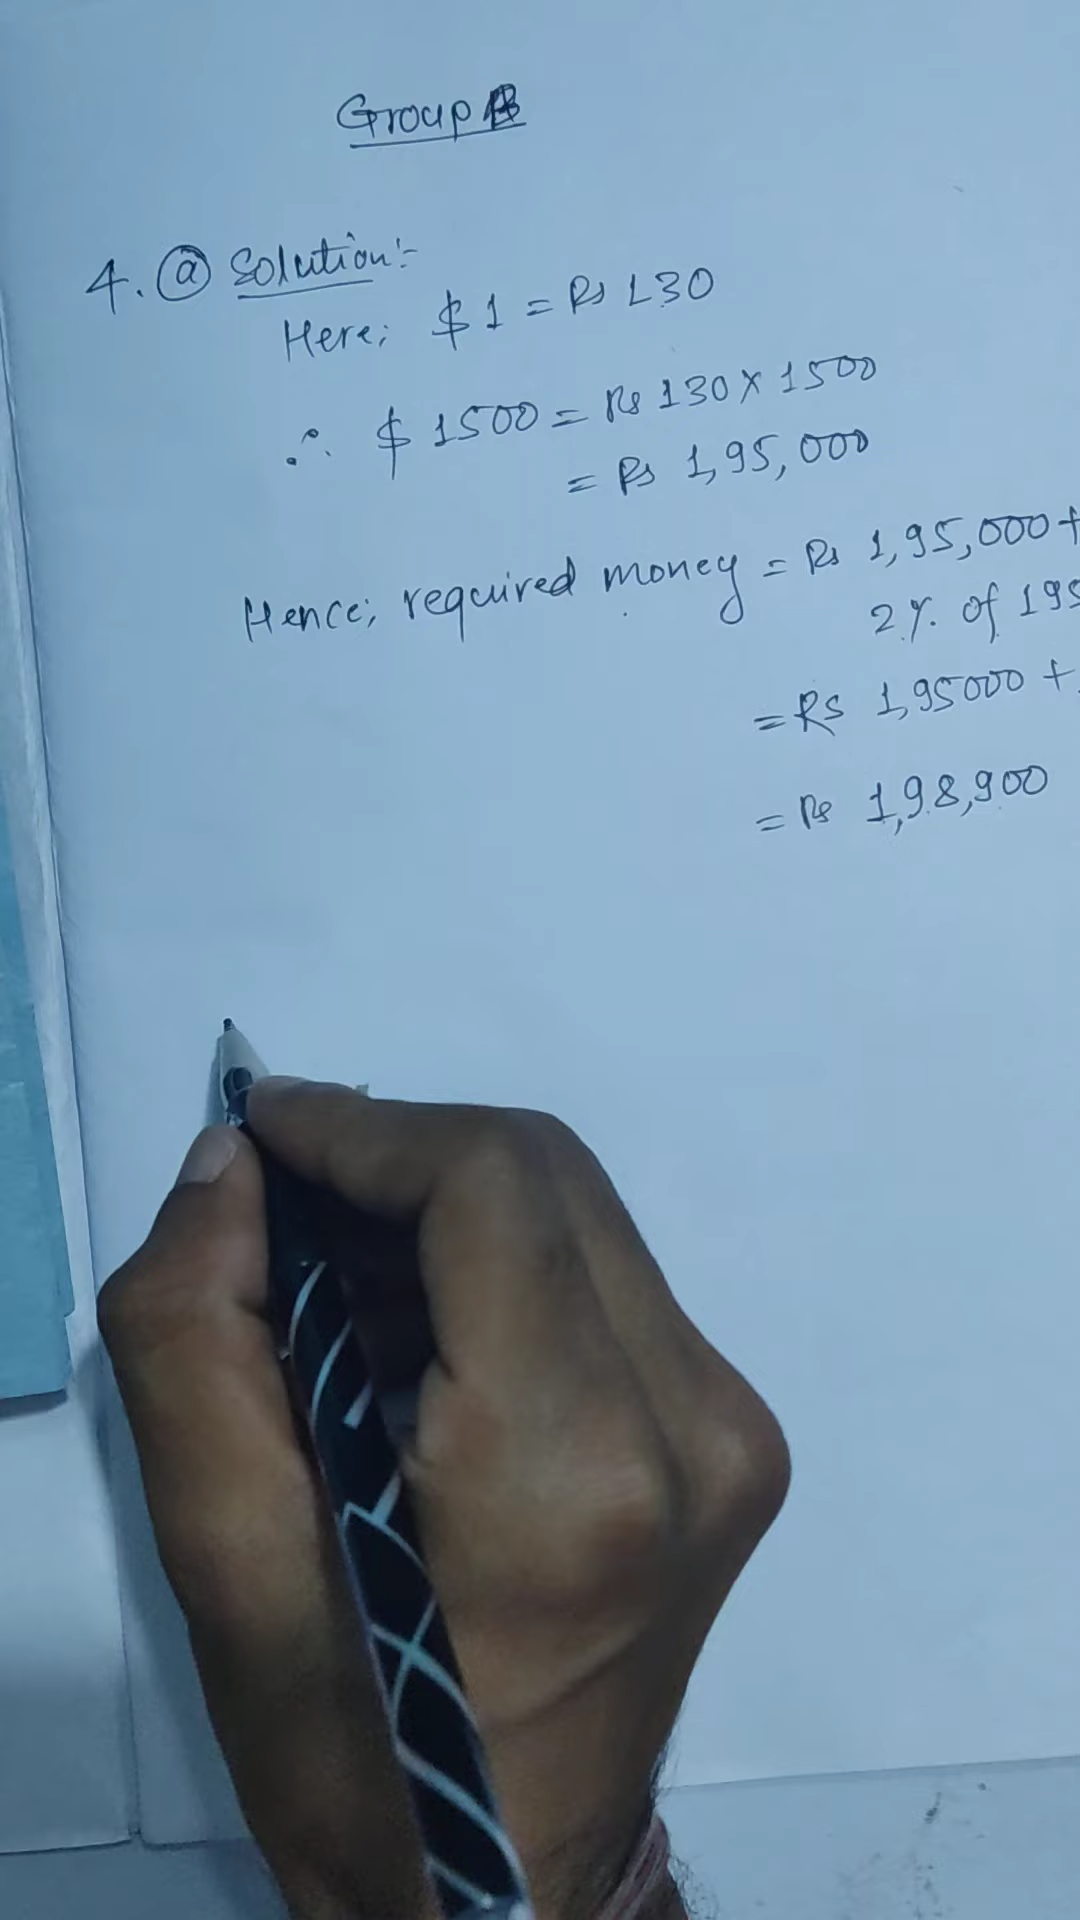 Group B
4. (a) Solution:-
Here; $1 = Rs 130
∴ $ 1500 = Rs 130 X 1500
= Rs 1,95,000
Hence; required money = Rs 1,95,000+
2% of 195
= RS 1,95000 +
= Rs 1,98,900